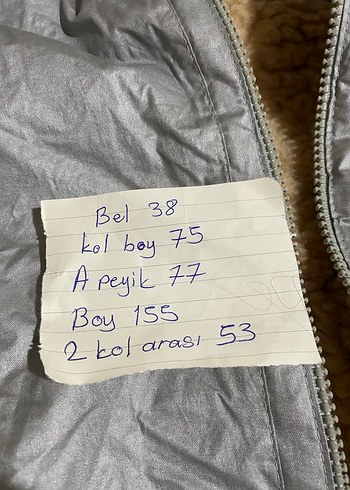 Bel 38
kol boy 75
A peyik 77
Boy 155
2 kol arası 53